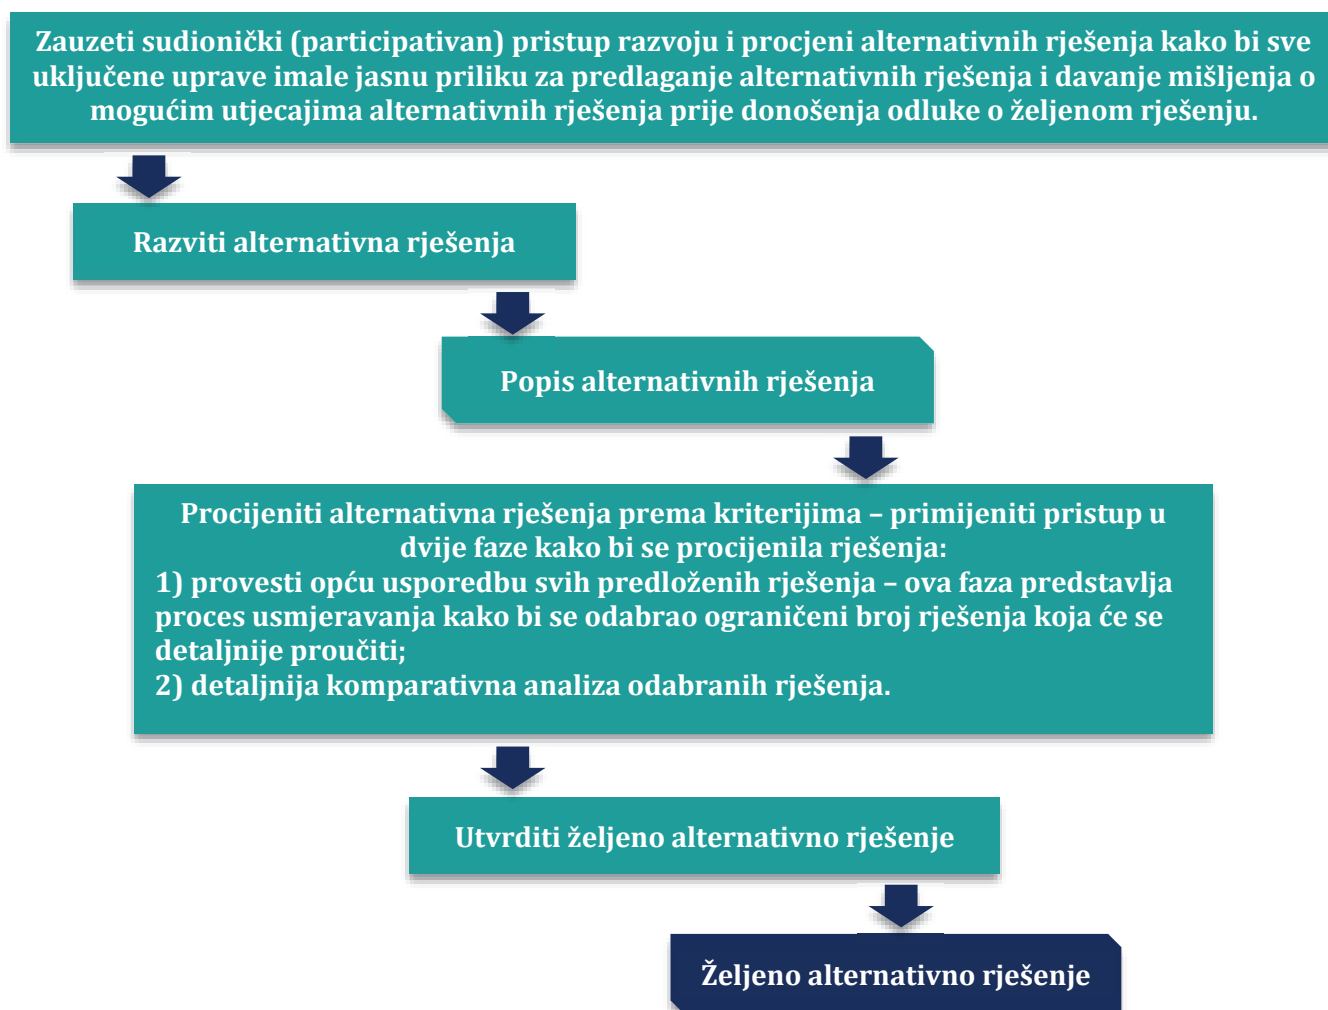 Zauzeti sudionički (participativan) pristup razvoju i procjeni alternativnih rješenja kako bi sve
uključene uprave imale jasnu priliku za predlaganje alternativnih rješenja i davanje mišljenja o
mogućim utjecajima alternativnih rješenja prije donošenja odluke o željenom rješenju.
Razviti alternativna rješenja
Popis alternativnih rješenja
Procijeniti alternativna rješenja prema kriterijima – primijeniti pristup u
dvije faze kako bi se procijenila rješenja:
1) provesti opću usporedbu svih predloženih rješenja – ova faza predstavlja
proces usmjeravanja kako bi se odabrao ograničeni broj rješenja koja će se
detaljnije proučiti;
2) detaljnija komparativna analiza odabranih rješenja.
Utvrditi željeno alternativno rješenje
Željeno alternativno rješenje